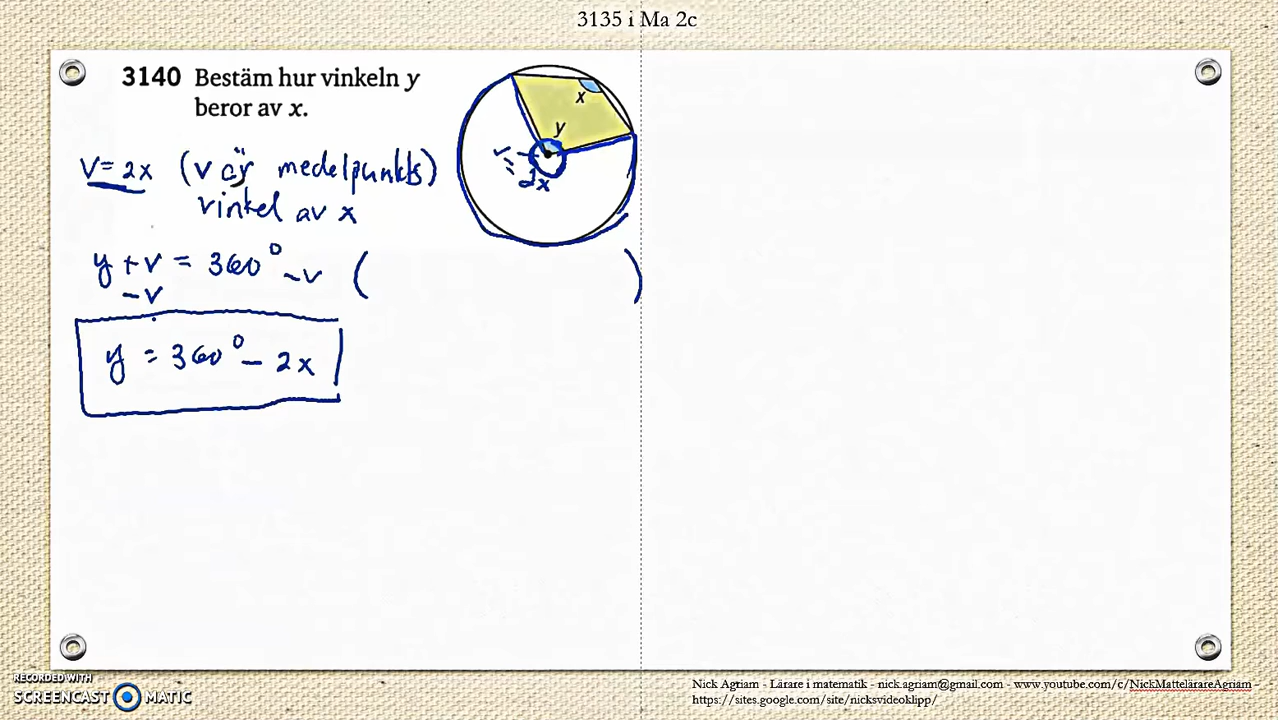 3135 i Ma 2c
3140 Bestäm hur vinkeln y
beror av x.
x
y
v = 2x
v = 2x (v är medelpunkts)
vinkel av x
y + v = 360° - v ( )
- v
y = 360° - 2x
RECORDED WITH
SCREENCAST MATIC
Nick Agriam - Lärare i matematik - nick.agriam@gmail.com - www.youtube.com/c/NickMattelärareAgriam
https://sites.google.com/site/nicksvideoklipp/